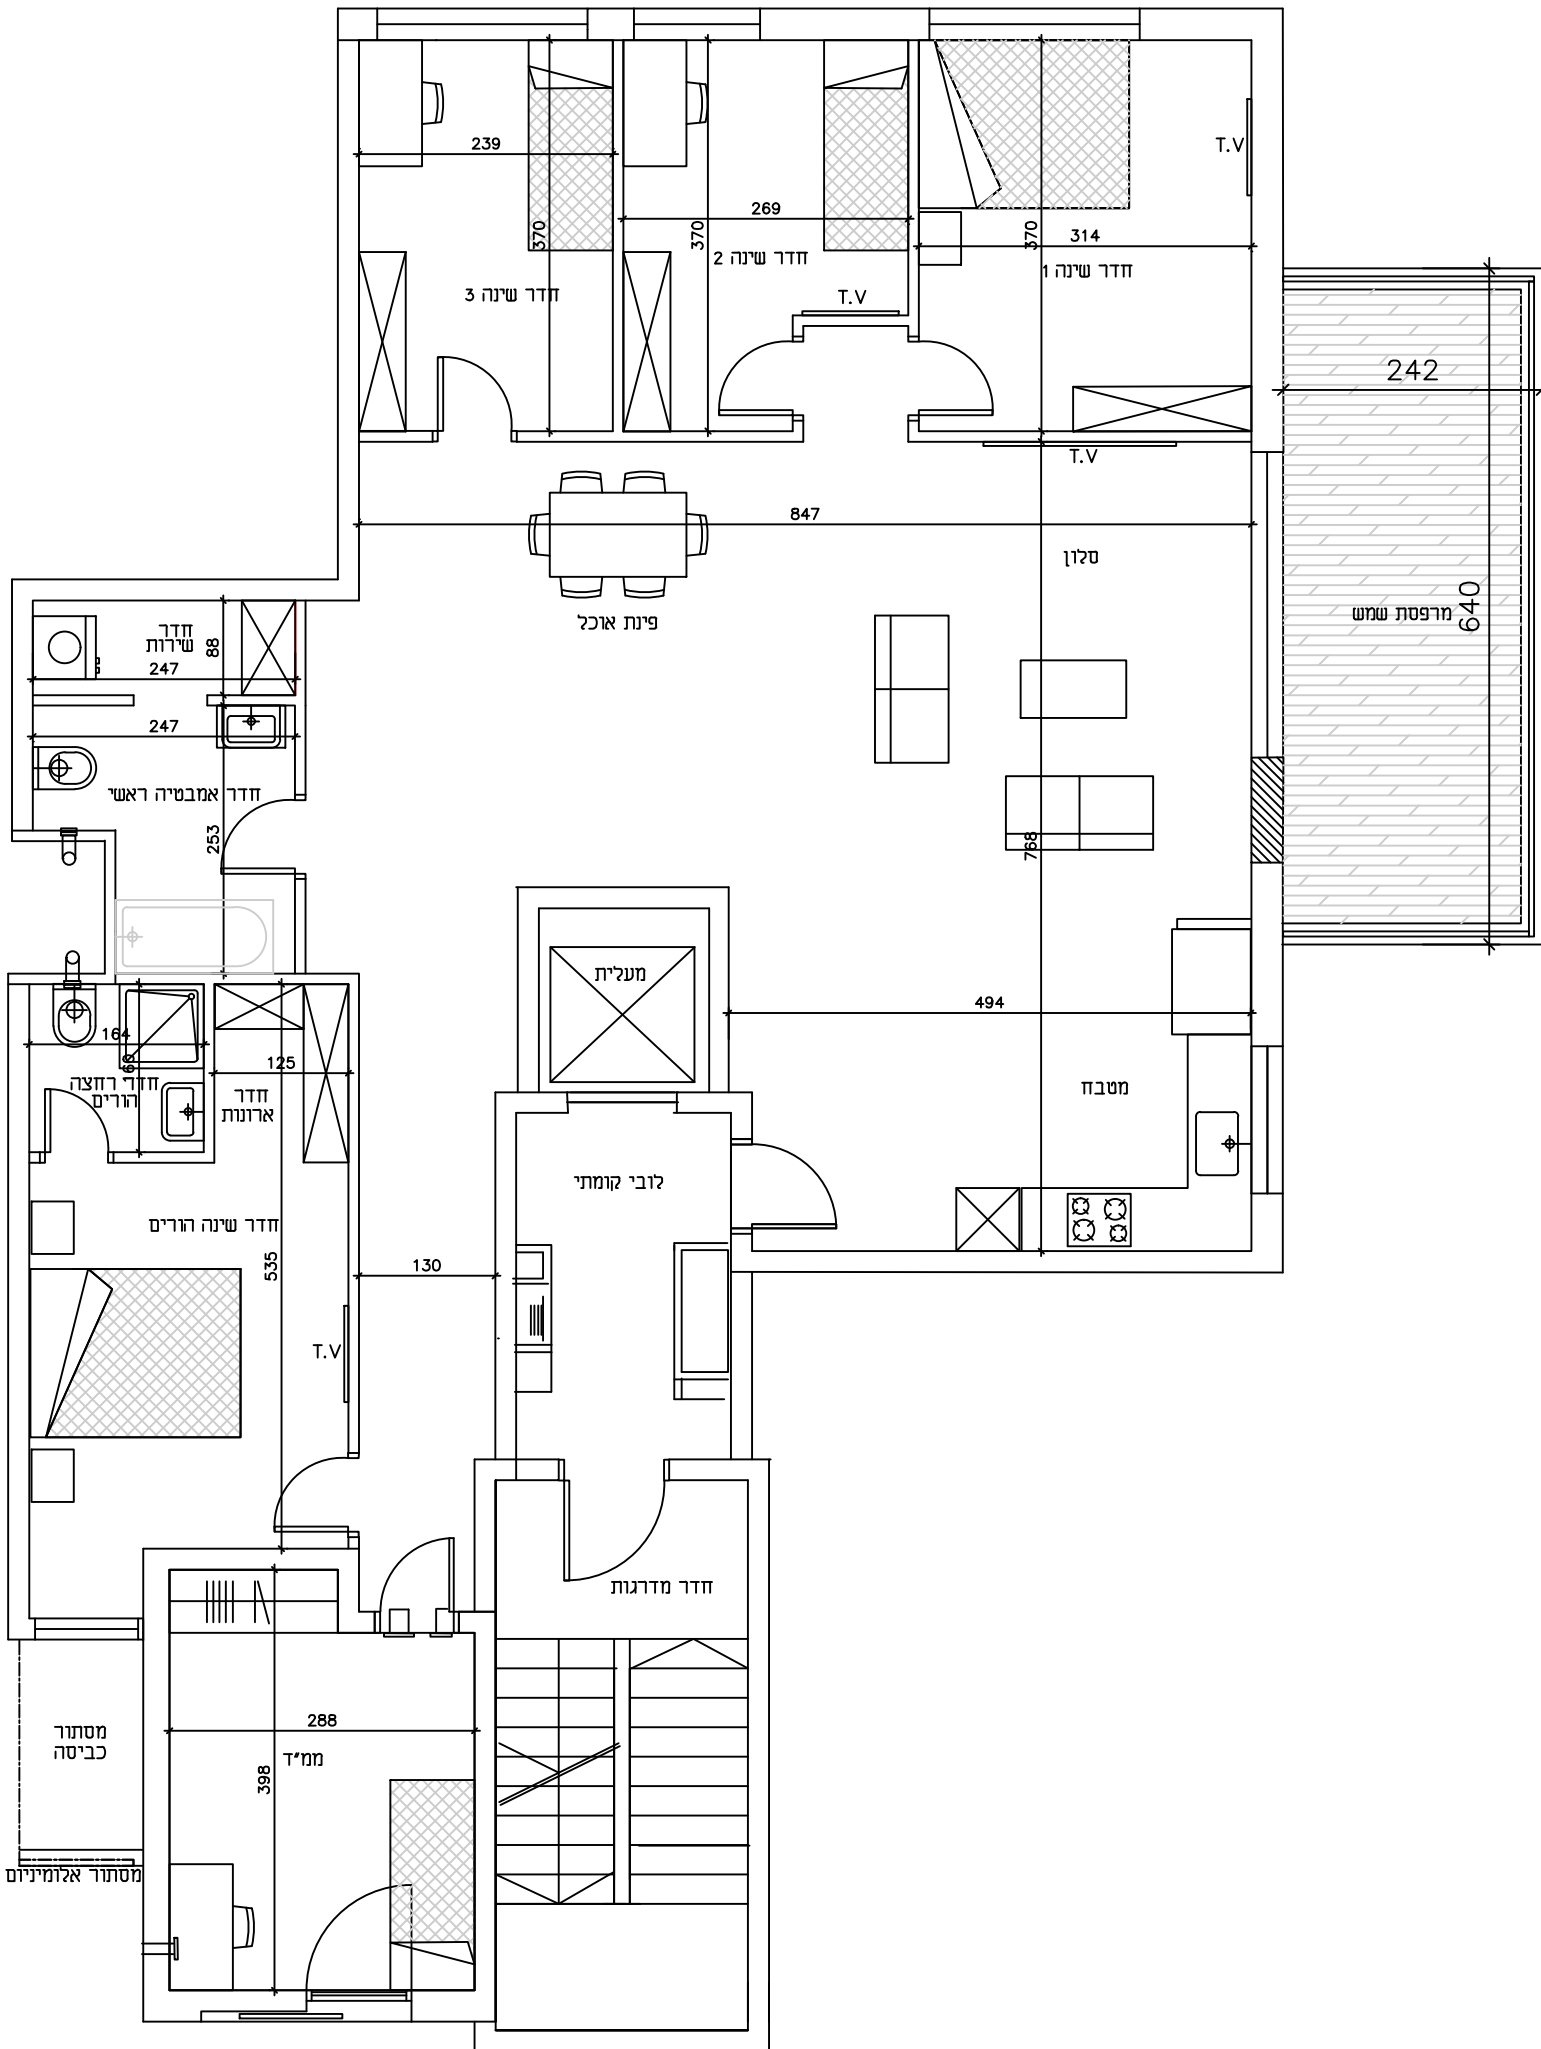 239
370
חדר שינה 3
269
370
חדר שינה 2
T.V
T.V
314
370
חדר שינה 1
242
640
מרפסת שמש
T.V
847
סלון
פינת אוכל
768
חדר
שירות
88
247
247
חדר אמבטיה ראשי
253
מעלית
494
מטבח
164
חדר רחצה
הורים
125
חדר
ארונות
לובי קומתי
חדר שינה הורים
535
130
T.V
חדר מדרגות
מסתור
כביסה
288
ממ"ד
398
מסתור אלומיניום